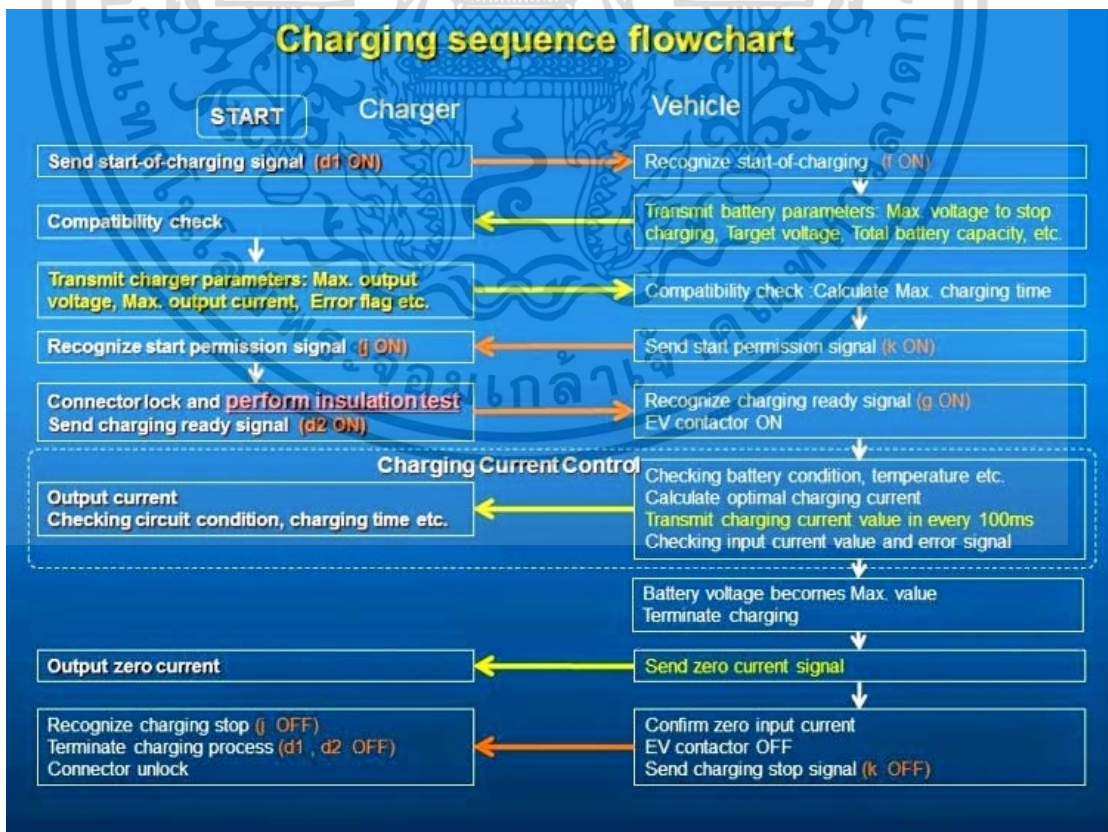 Charging sequence flowchart
START
Charger
Vehicle
Send start-of-charging signal (d1 ON)
Recognize start-of-charging (f ON)
Transmit battery parameters: Max. voltage to stop
charging, Target voltage, Total battery capacity, etc.
Compatibility check
Transmit charger parameters: Max. output
voltage, Max. output current, Error flag etc.
Compatibility check :Calculate Max. charging time
Recognize start permission signal (j ON)
Send start permission signal (k ON)
Connector lock and perform insulation test
Send charging ready signal (d2 ON)
Recognize charging ready signal (g ON)
EV contactor ON
Charging Current Control
Checking battery condition, temperature etc.
Calculate optimal charging current
Transmit charging current value in every 100ms
Checking input current value and error signal
Output current
Checking circuit condition, charging time etc.
Battery voltage becomes Max. value
Terminate charging
Output zero current
Send zero current signal
Confirm zero input current
EV contactor OFF
Send charging stop signal (k OFF)
Recognize charging stop (j OFF)
Terminate charging process (d1 , d2 OFF)
Connector unlock